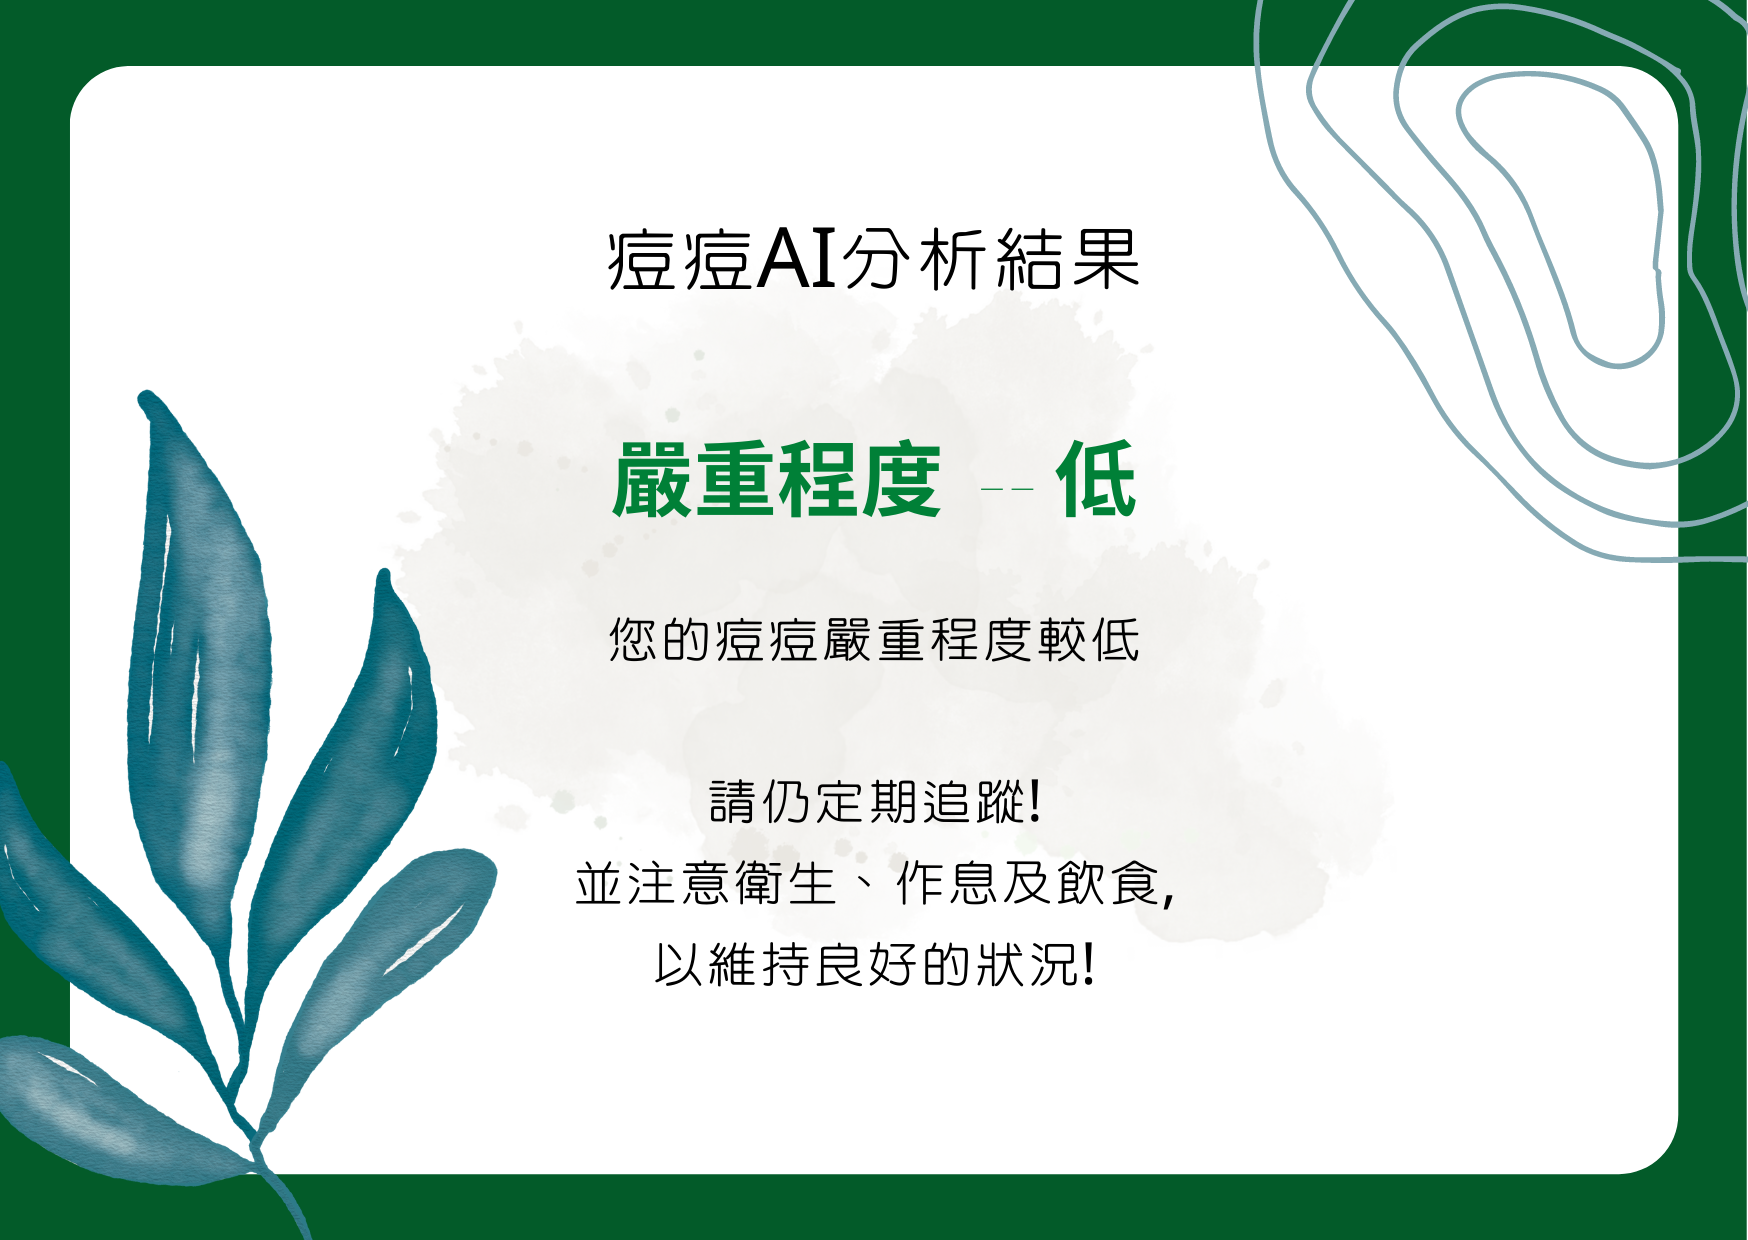 痘痘AI分析結果
嚴重程度 -- 低
您的痘痘嚴重程度較低
請仍定期追蹤!
並注意衛生、作息及飲食,
以維持良好的狀況!